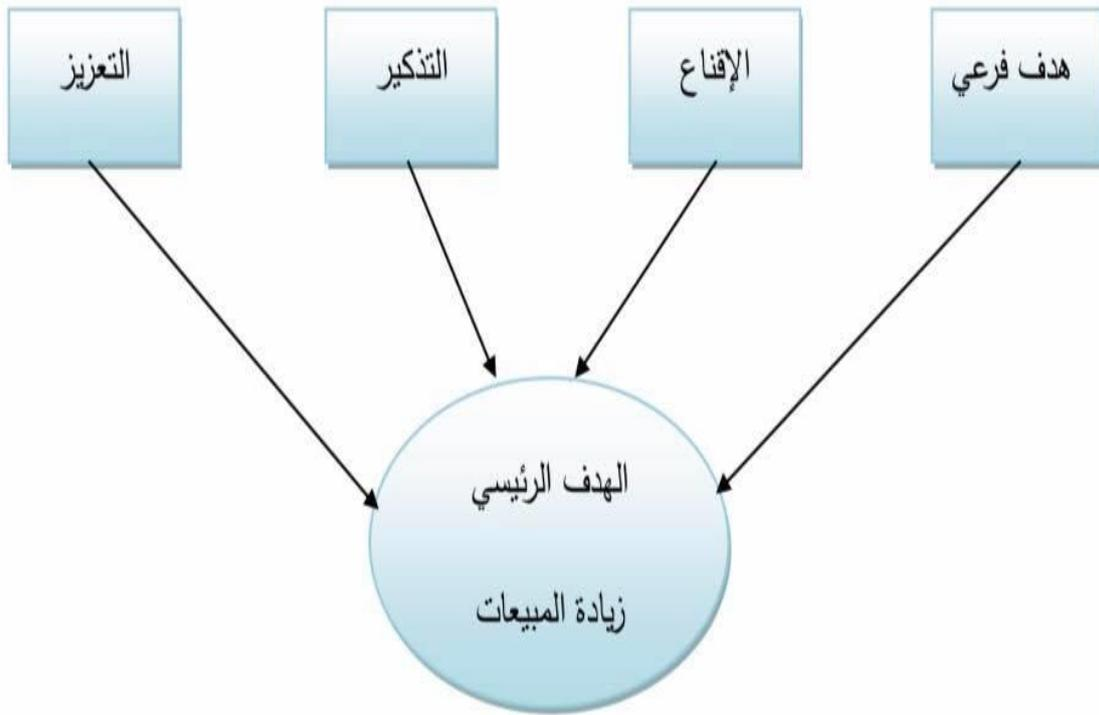 هدف فرعي
الإقناع
التذكير
التعزيز
الهدف الرئيسي
زيادة المبيعات